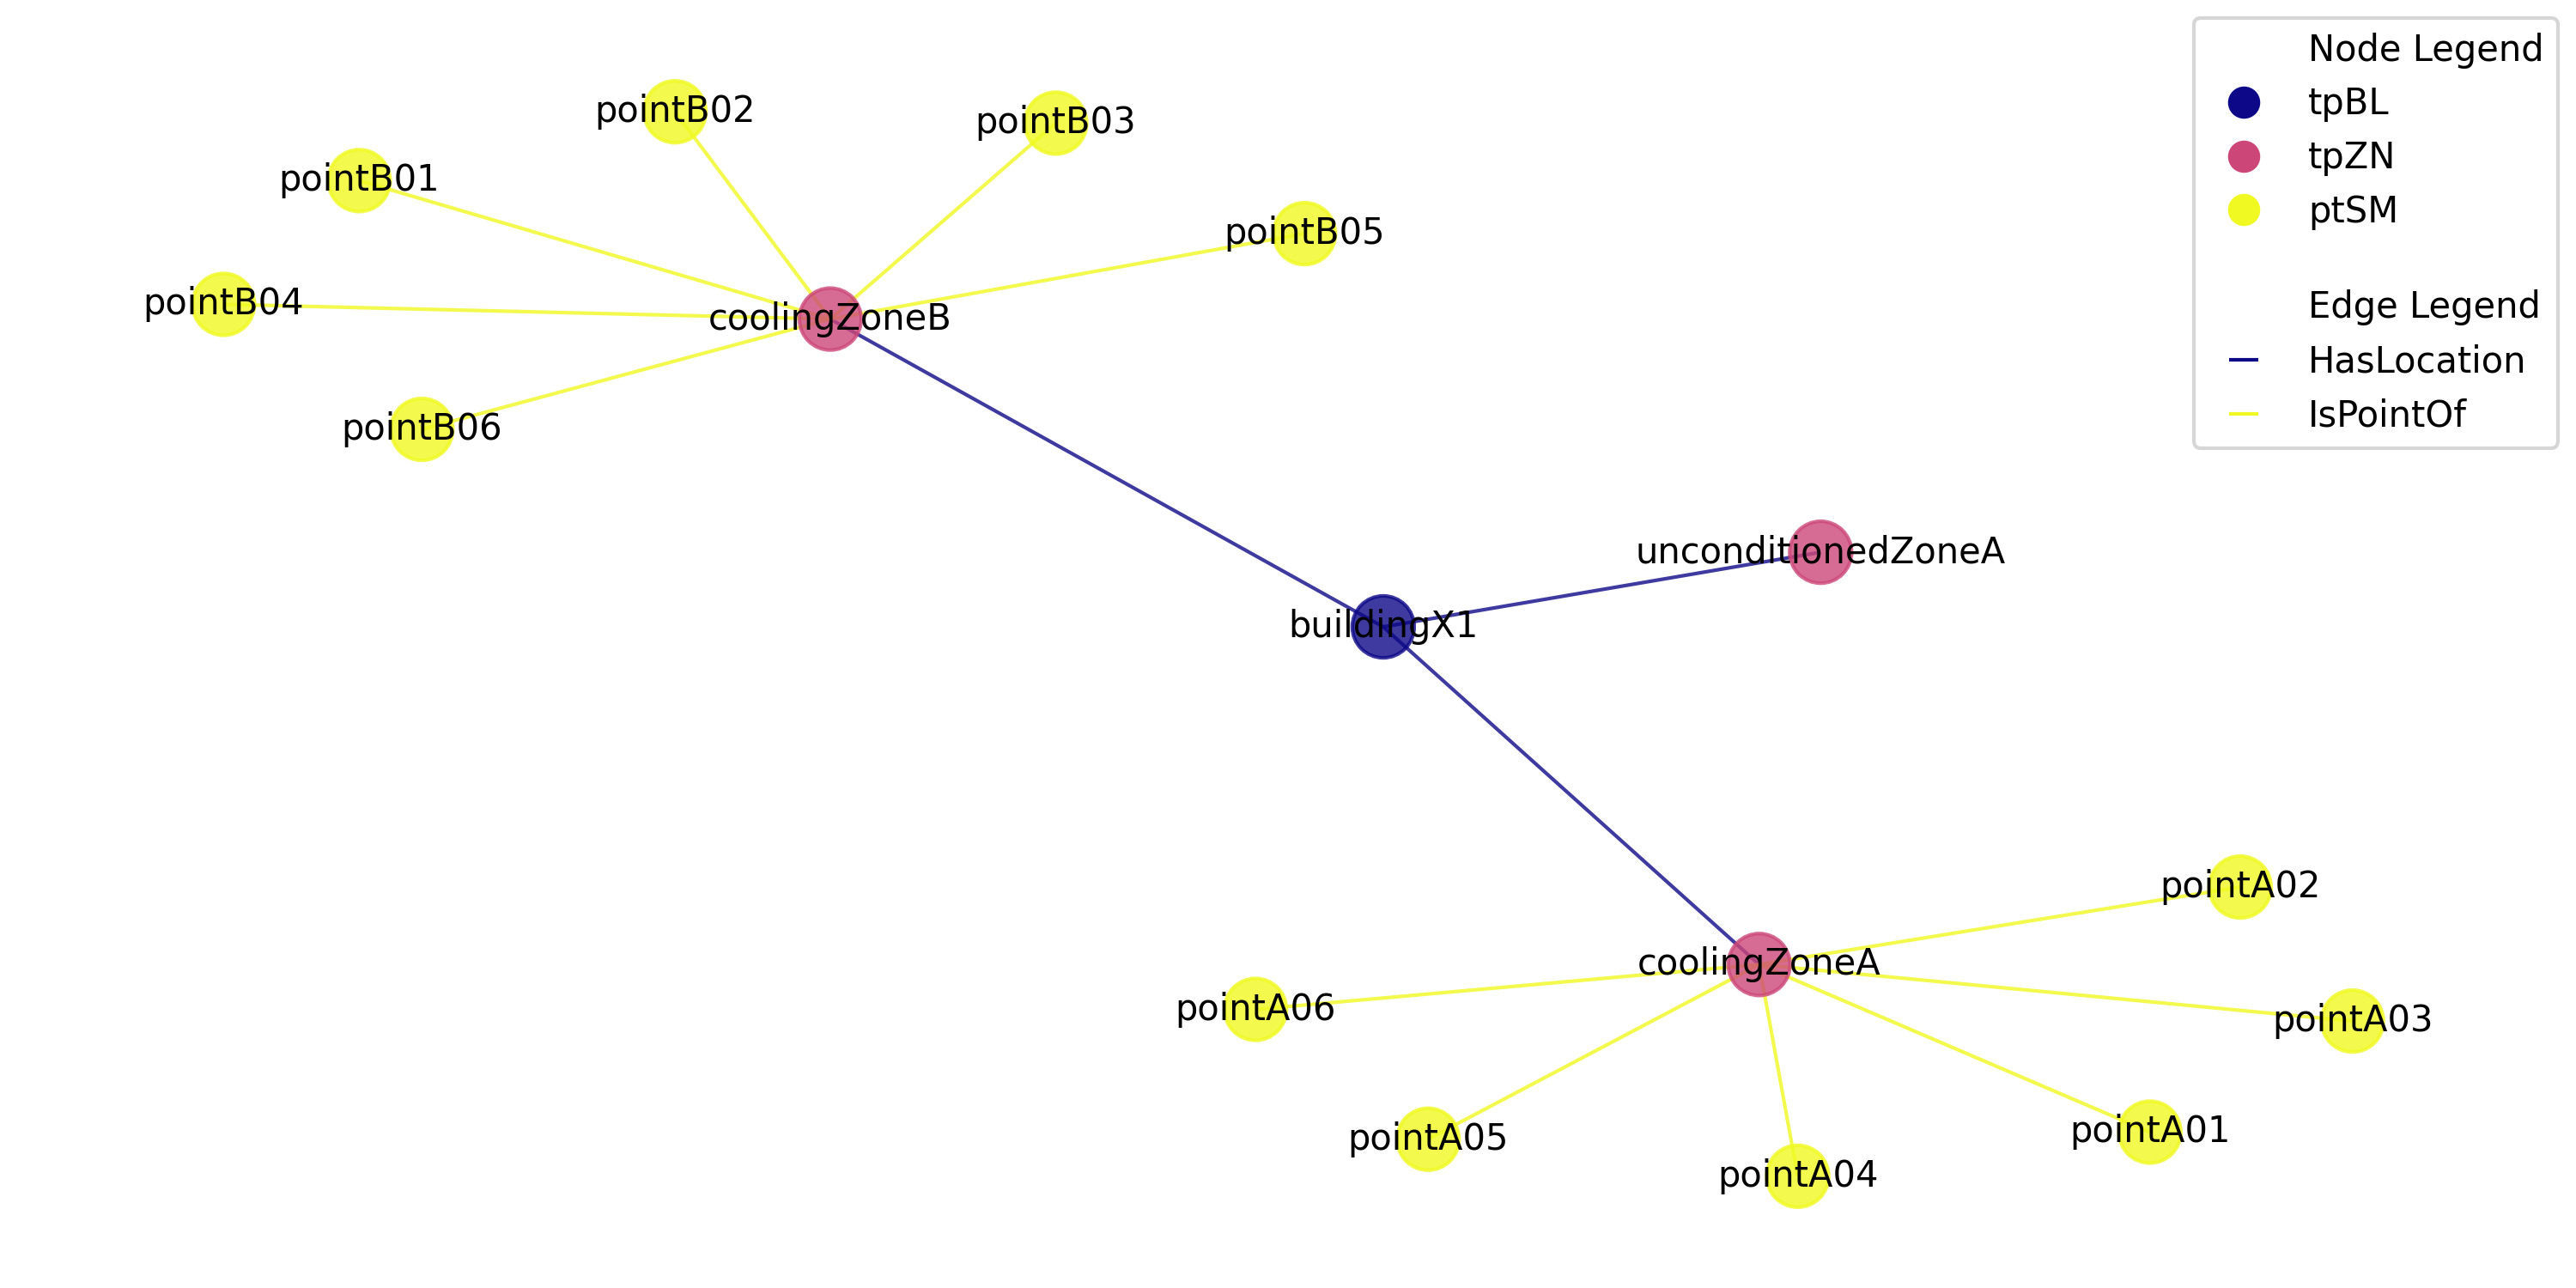 Node Legend
tpBL
tpZN
ptSM
Edge Legend
HasLocation
IsPointOf
pointB02
pointB03
pointB01
pointB05
pointB04
coolingZoneB
pointB06
unconditionedZoneA
buildingX1
pointA02
coolingZoneA
pointA06
pointA03
pointA05
pointA01
pointA04